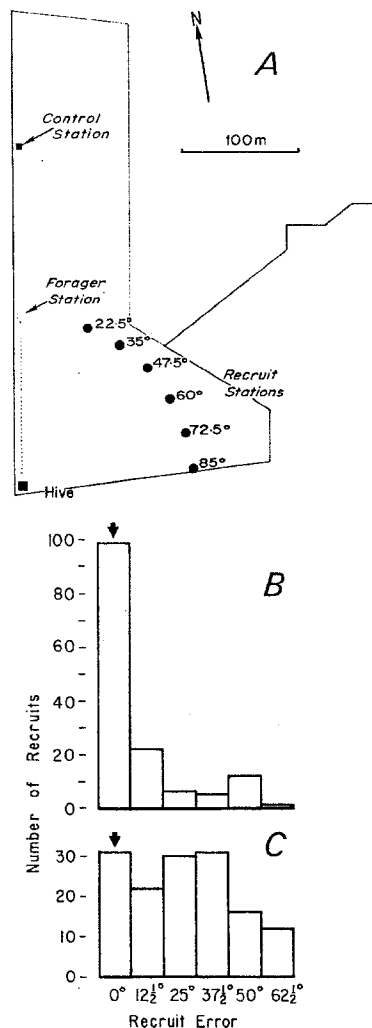 N
A
Control
Station
100m
Forager
Station
22.5°
35°
47.5°
Recruit
Stations
60°
72.5°
85°
Hive
B
100
80
60
40
20
0
Number of Recruits
C
30
20
10
0
0° 12½° 25° 37½° 50° 62½°
Recruit Error